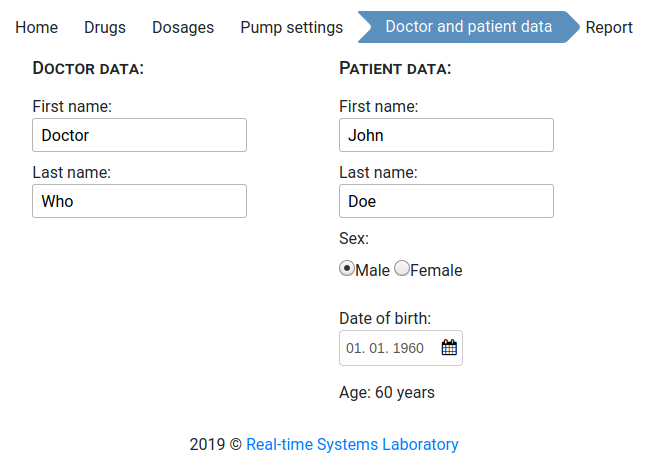 Home Drugs Dosages Pump settings Doctor and patient data Report
DOCTOR DATA:
First name:
Doctor
Last name:
Who
PATIENT DATA:
First name:
John
Last name:
Doe
Sex:
Male Female
Date of birth:
01. 01. 1960
Age: 60 years
2019 © Real-time Systems Laboratory